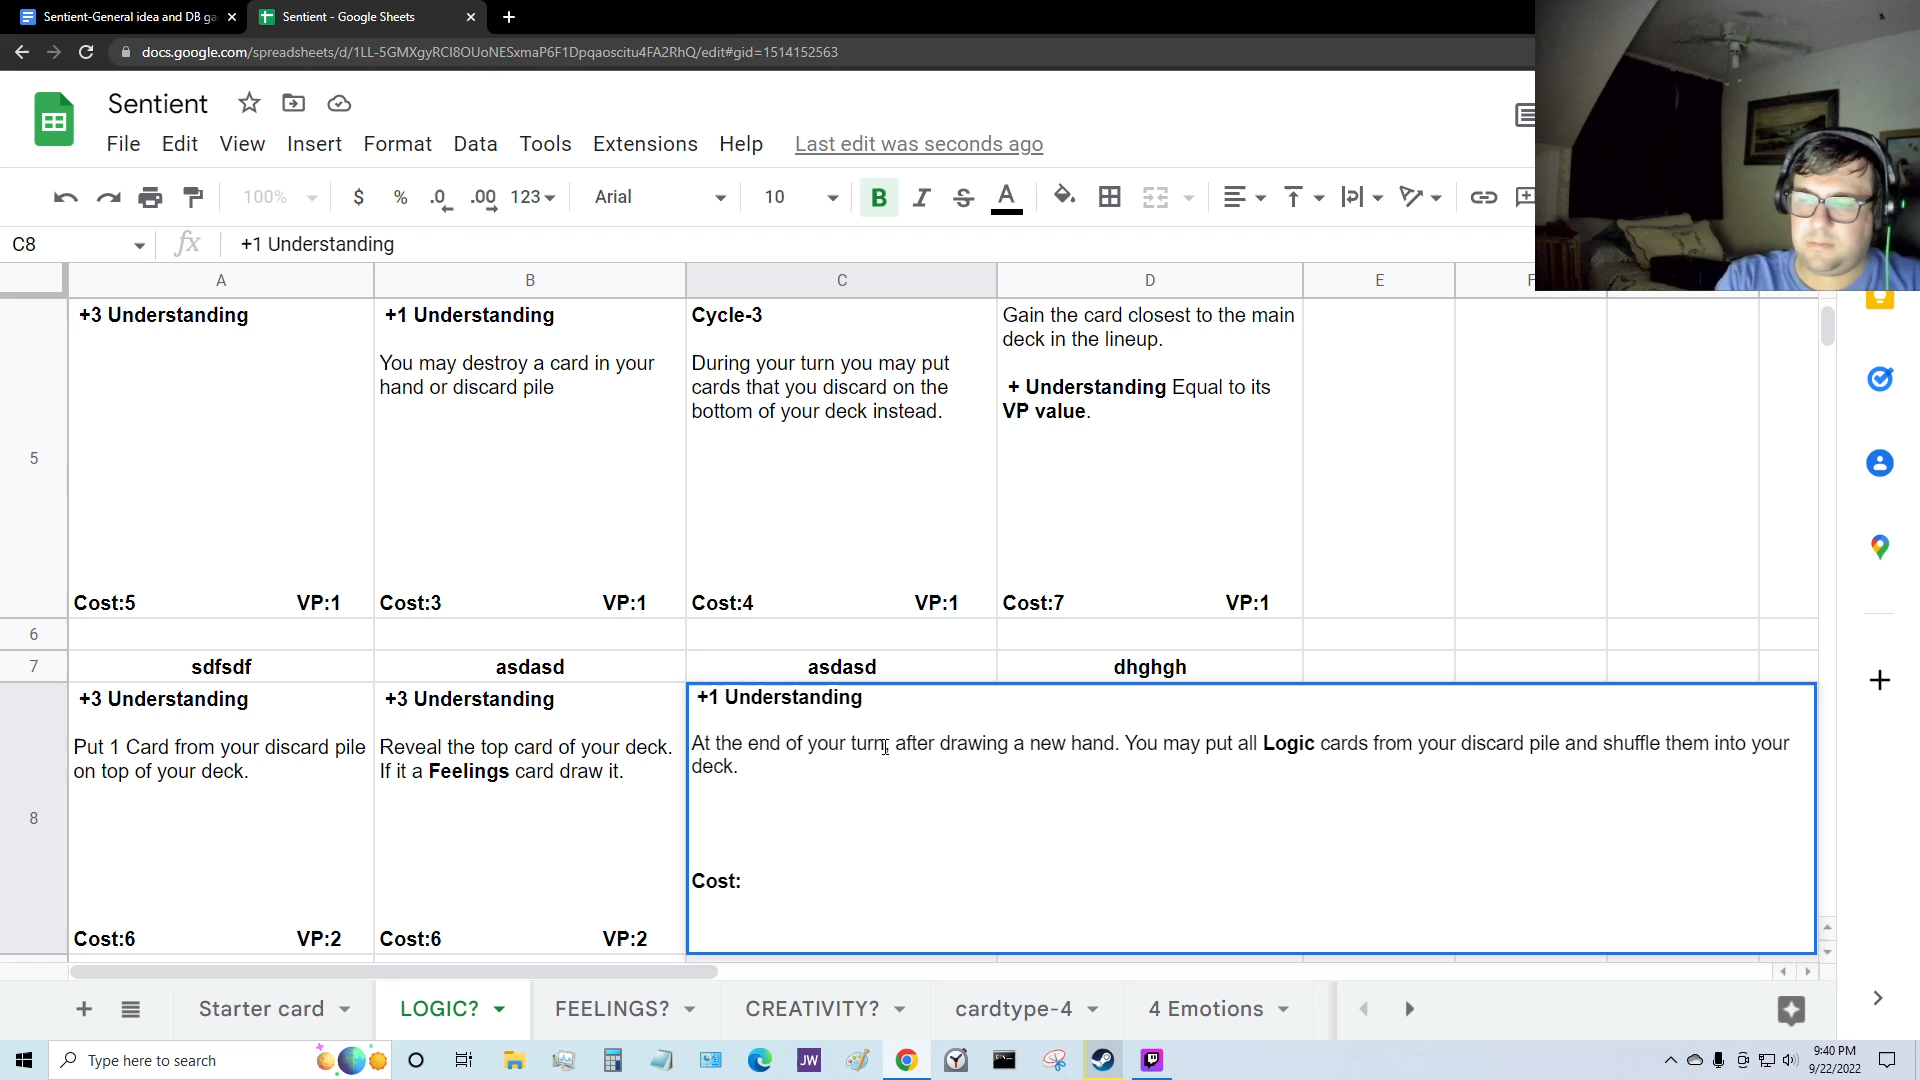 Sentient-General idea and DB ga
Sentient - Google Sheets
docs.google.com/spreadsheets/d/1LL-5GMXgyRCI8OUoNESxmaP6F1Dpqaoscitu4FA2RhQ/edit#gid=1514152563
Sentient
File Edit View Insert Format Data Tools Extensions Help Last edit was seconds ago
100% $ % .0 .00 123 Arial 10 B I S A
C8 fx +1 Understanding
A B C D E F
+3 Understanding
+1 Understanding
You may destroy a card in your
hand or discard pile
Cycle-3
During your turn you may put
cards that you discard on the
bottom of your deck instead.
Gain the card closest to the main
deck in the lineup.
+ Understanding Equal to its
VP value.
5
Cost:5 VP:1 Cost:3 VP:1 Cost:4 VP:1 Cost:7 VP:1
6
7 sdfsdf asdasd asdasd dhghgh
+3 Understanding
Put 1 Card from your discard pile
on top of your deck.
+3 Understanding
Reveal the top card of your deck.
If it a Feelings card draw it.
+1 Understanding
At the end of your turn, after drawing a new hand. You may put all Logic cards from your discard pile and shuffle them into your
deck.
8
Cost:
Cost:6 VP:2 Cost:6 VP:2
Starter card LOGIC? FEELINGS? CREATIVITY? cardtype-4 4 Emotions
Type here to search
JW
9:40 PM
9/22/2022